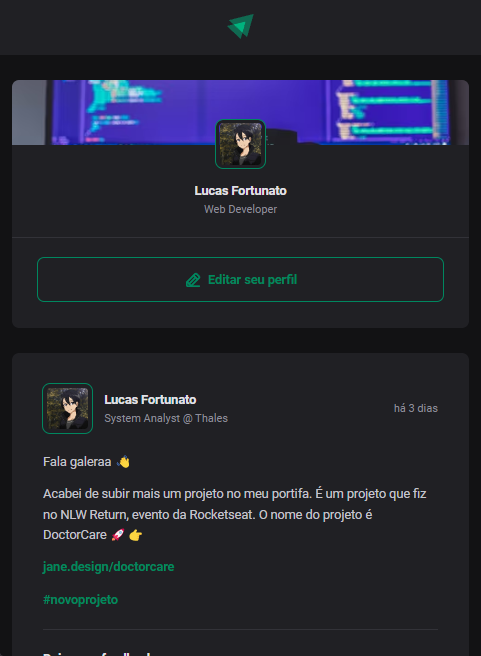 Lucas Fortunato
Web Developer
Editar seu perfil
Lucas Fortunato
System Analyst @ Thales
há 3 dias
Fala galeraa 👋
Acabei de subir mais um projeto no meu portifa. É um projeto que fiz
no NLW Return, evento da Rocketseat. O nome do projeto é
DoctorCare 🚀 👉
jane.design/doctorcare
#novoprojeto